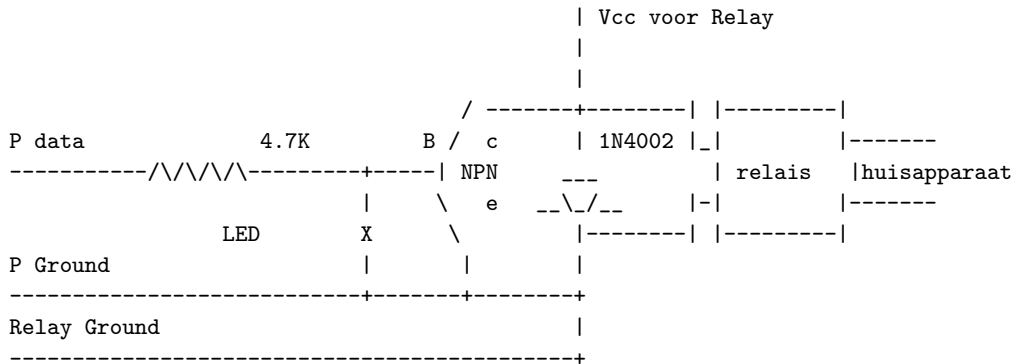 Vcc voor Relay
P data 4.7K B c 1N4002
NPN relais huisapparaat
e
LED X
P Ground
Relay Ground